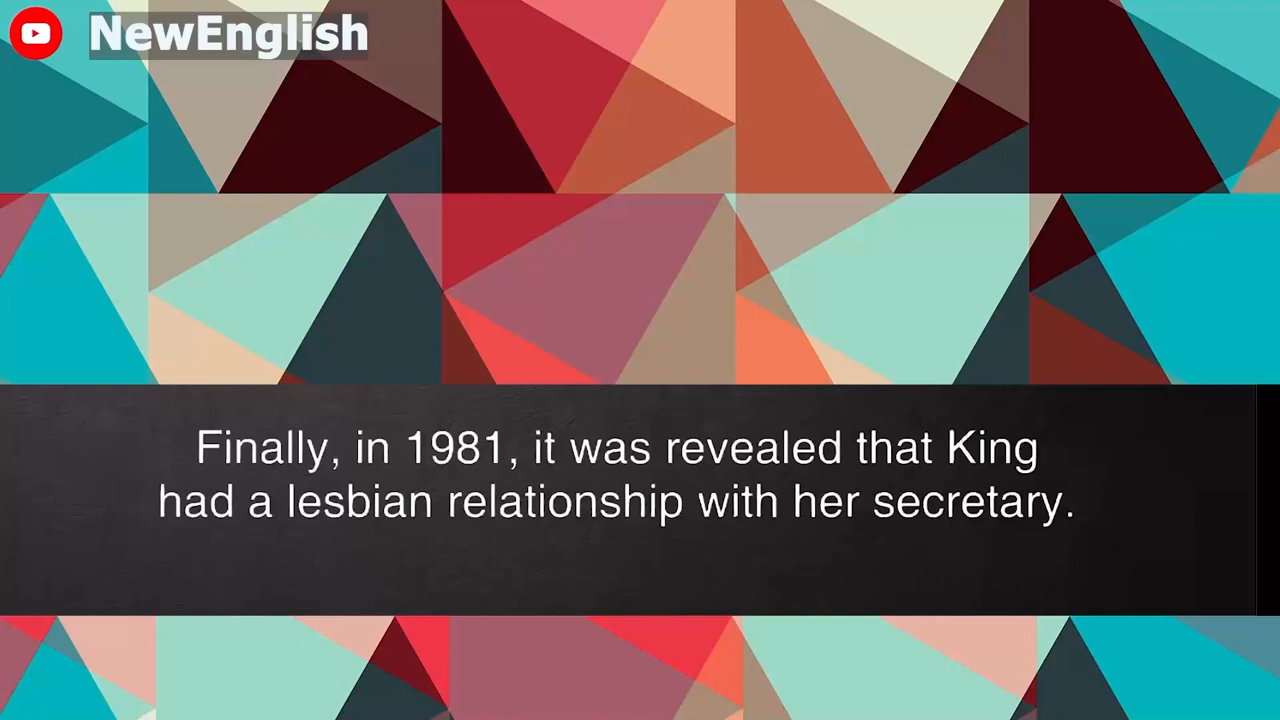 NewEnglish
Finally, in 1981, it was revealed that King
had a lesbian relationship with her secretary.